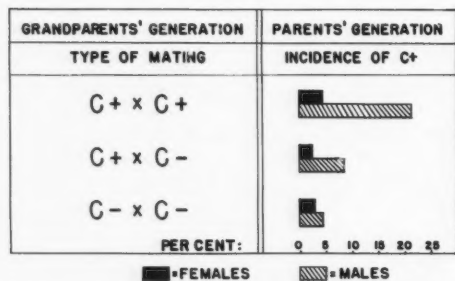 GRANDPARENTS' GENERATION PARENTS' GENERATION
TYPE OF MATING INCIDENCE OF C+
C+ x C+
C+ x C-
C- x C-
PER CENT: 0 5 10 15 20 25
=FEMALES =MALES